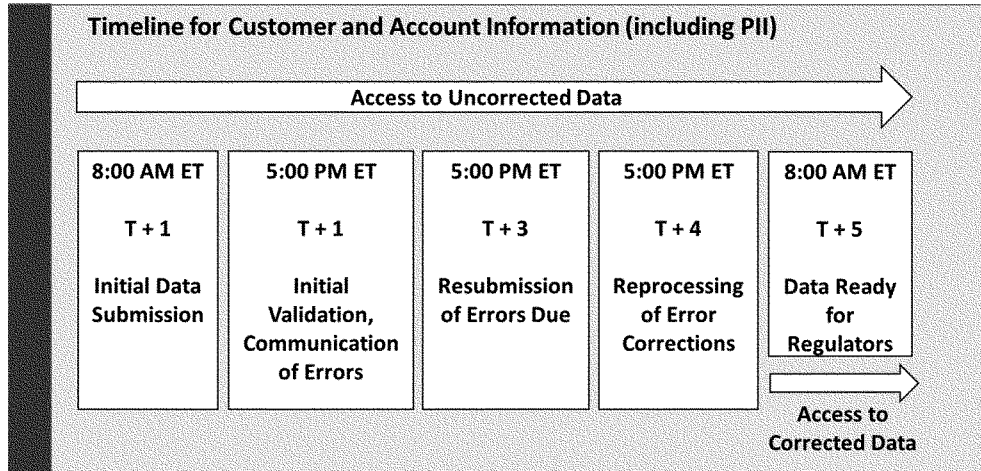 Timeline for Customer and Account Information (including PII)
Access to Uncorrected Data
8:00 AM ET
T + 1
Initial Data
Submission
5:00 PM ET
T + 1
Initial
Validation,
Communication
of Errors
5:00 PM ET
T + 3
Resubmission
of Errors Due
5:00 PM ET
T + 4
Reprocessing
of Error
Corrections
8:00 AM ET
T + 5
Data Ready
for
Regulators
Access to
Corrected Data